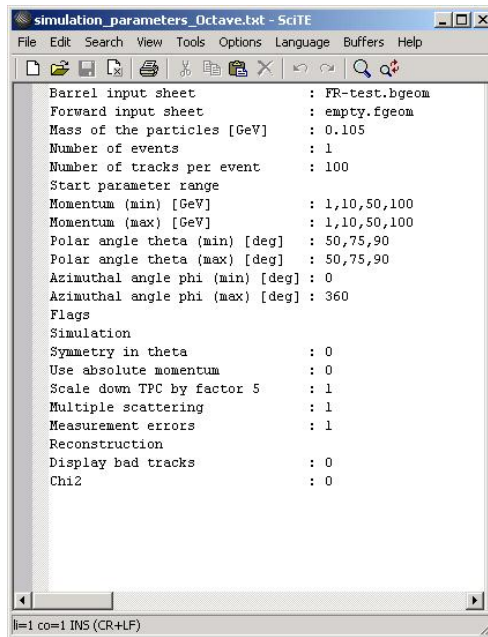 simulation_parameters_Octave.txt - SciTE
File Edit Search View Tools Options Language Buffers Help
Barrel input sheet : FR-test.bgeom
Forward input sheet : empty.fgeom
Mass of the particles [GeV] : 0.105
Number of events : 1
Number of tracks per event : 100
Start parameter range
Momentum (min) [GeV] : 1,10,50,100
Momentum (max) [GeV] : 1,10,50,100
Polar angle theta (min) [deg] : 50,75,90
Polar angle theta (max) [deg] : 50,75,90
Azimuthal angle phi (min) [deg] : 0
Azimuthal angle phi (max) [deg] : 360
Flags
Simulation
Symmetry in theta : 0
Use absolute momentum : 0
Scale down TPC by factor 5 : 1
Multiple scattering : 1
Measurement errors : 1
Reconstruction
Display bad tracks : 0
Chi2 : 0
li=1 co=1 INS (CR+LF)